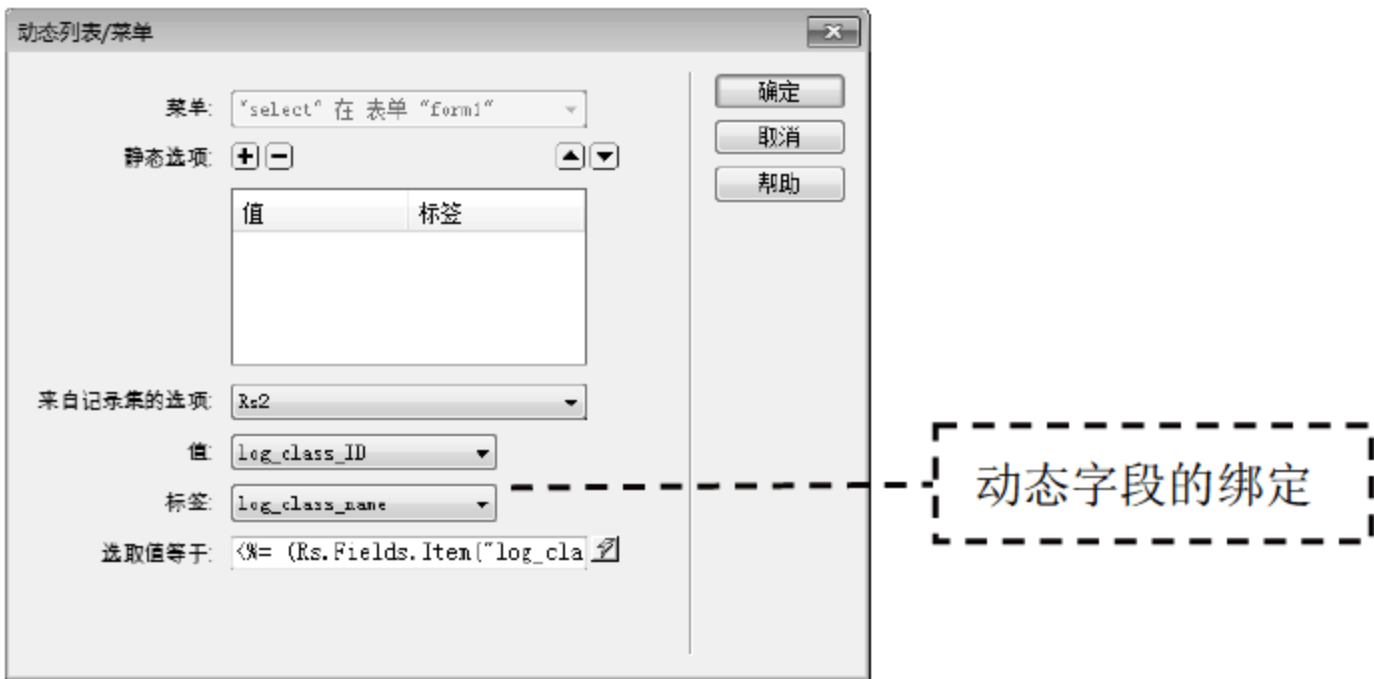 动态列表/菜单
菜单: "select" 在 表单 "form1"
静态选项:
值 标签
来自记录集的选项: Rs2
值: log_class_ID
标签: log_class_name
选取值等于: <%= (Rs.Fields.Item("log_cla
确定
取消
帮助
动态字段的绑定